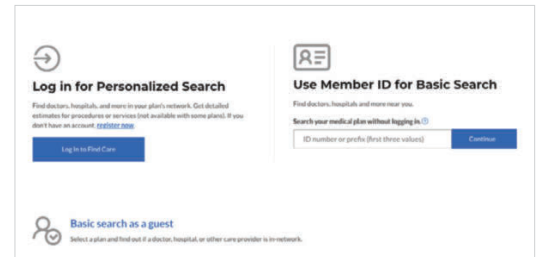 Log in for Personalized Search
Find doctors, hospitals, and more in your plan's network. Get detailed
estimates for procedures or services (not available with some plans). If you
don't have an account, register now.
Log In to Find Care
Use Member ID for Basic Search
Find doctors, hospitals and more near you.
Search your medical plan without logging in.
ID number or prefix (first three values)
Continue
Basic search as a guest
Select a plan and find out if a doctor, hospital, or other care provider is in-network.